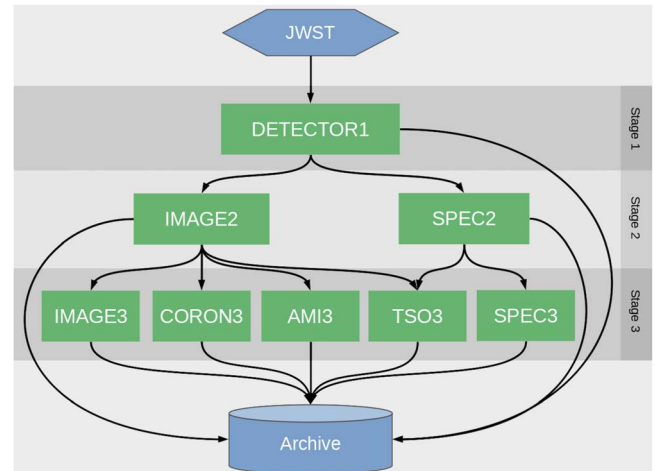 JWST
DETECTOR1
Stage 1
IMAGE2
SPEC2
Stage 2
IMAGE3
CORON3
AMI3
TSO3
SPEC3
Stage 3
Archive